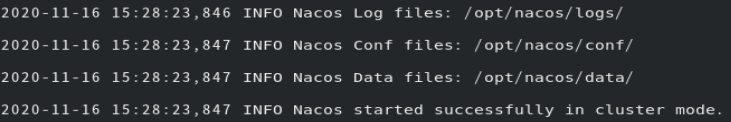 2020-11-16 15:28:23,846 INFO Nacos Log files: /opt/nacos/logs/
2020-11-16 15:28:23,847 INFO Nacos Conf files: /opt/nacos/conf/
2020-11-16 15:28:23,847 INFO Nacos Data files: /opt/nacos/data/
2020-11-16 15:28:23,847 INFO Nacos started successfully in cluster mode.